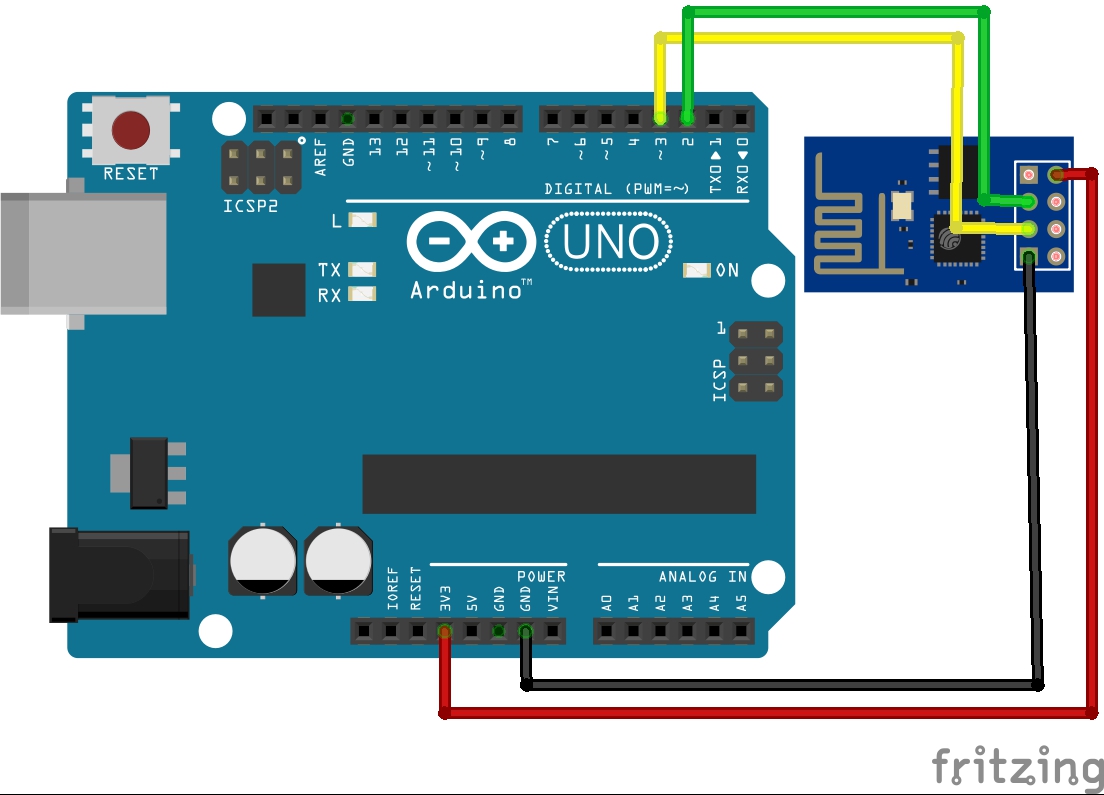 RESET
ICSP2
AREF
GND
13
12
~11
~10
~9
8
7
~6
~5
4
~3
2
TX0▶1
RX0◀0
DIGITAL (PWM=~)
L
TX
RX
UNO
Arduino™
ON
1
ICSP
IOREF
RESET
3V3
5V
GND
GND
VIN
POWER
ANALOG IN
A0
A1
A2
A3
A4
A5
fritzing